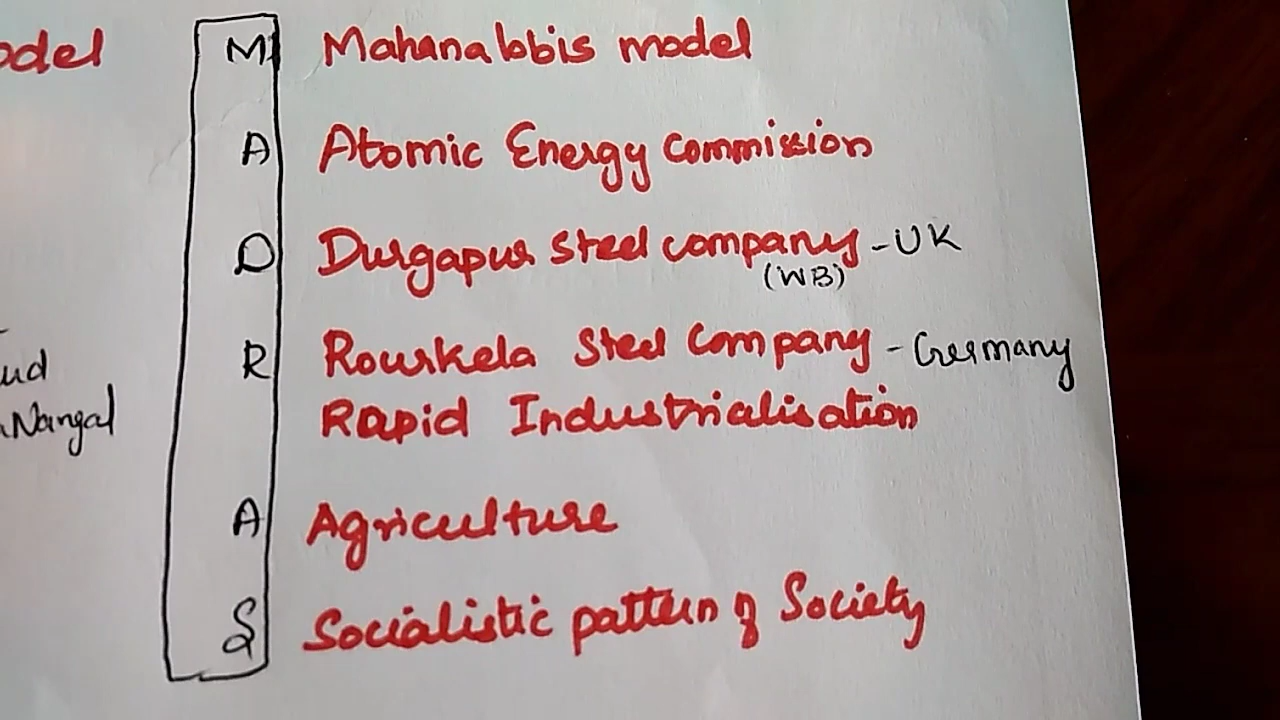 odel M Mahanalobis model
A Atomic Energy Commission
D Durgapur Steel company - UK
(WB)
R Rourkela Steel Company - Germany
ud
Rapid Industrialisation
Nangal
A Agriculture
S Socialistic pattern of Society